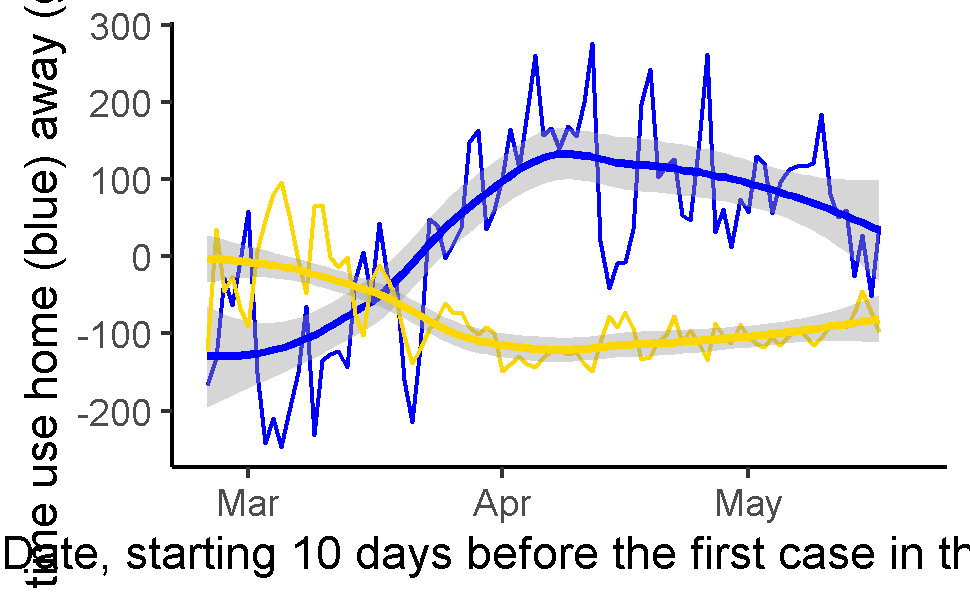 time use home (blue) away (
300
200
100
0
-100
-200
Mar Apr May
Date, starting 10 days before the first case in th